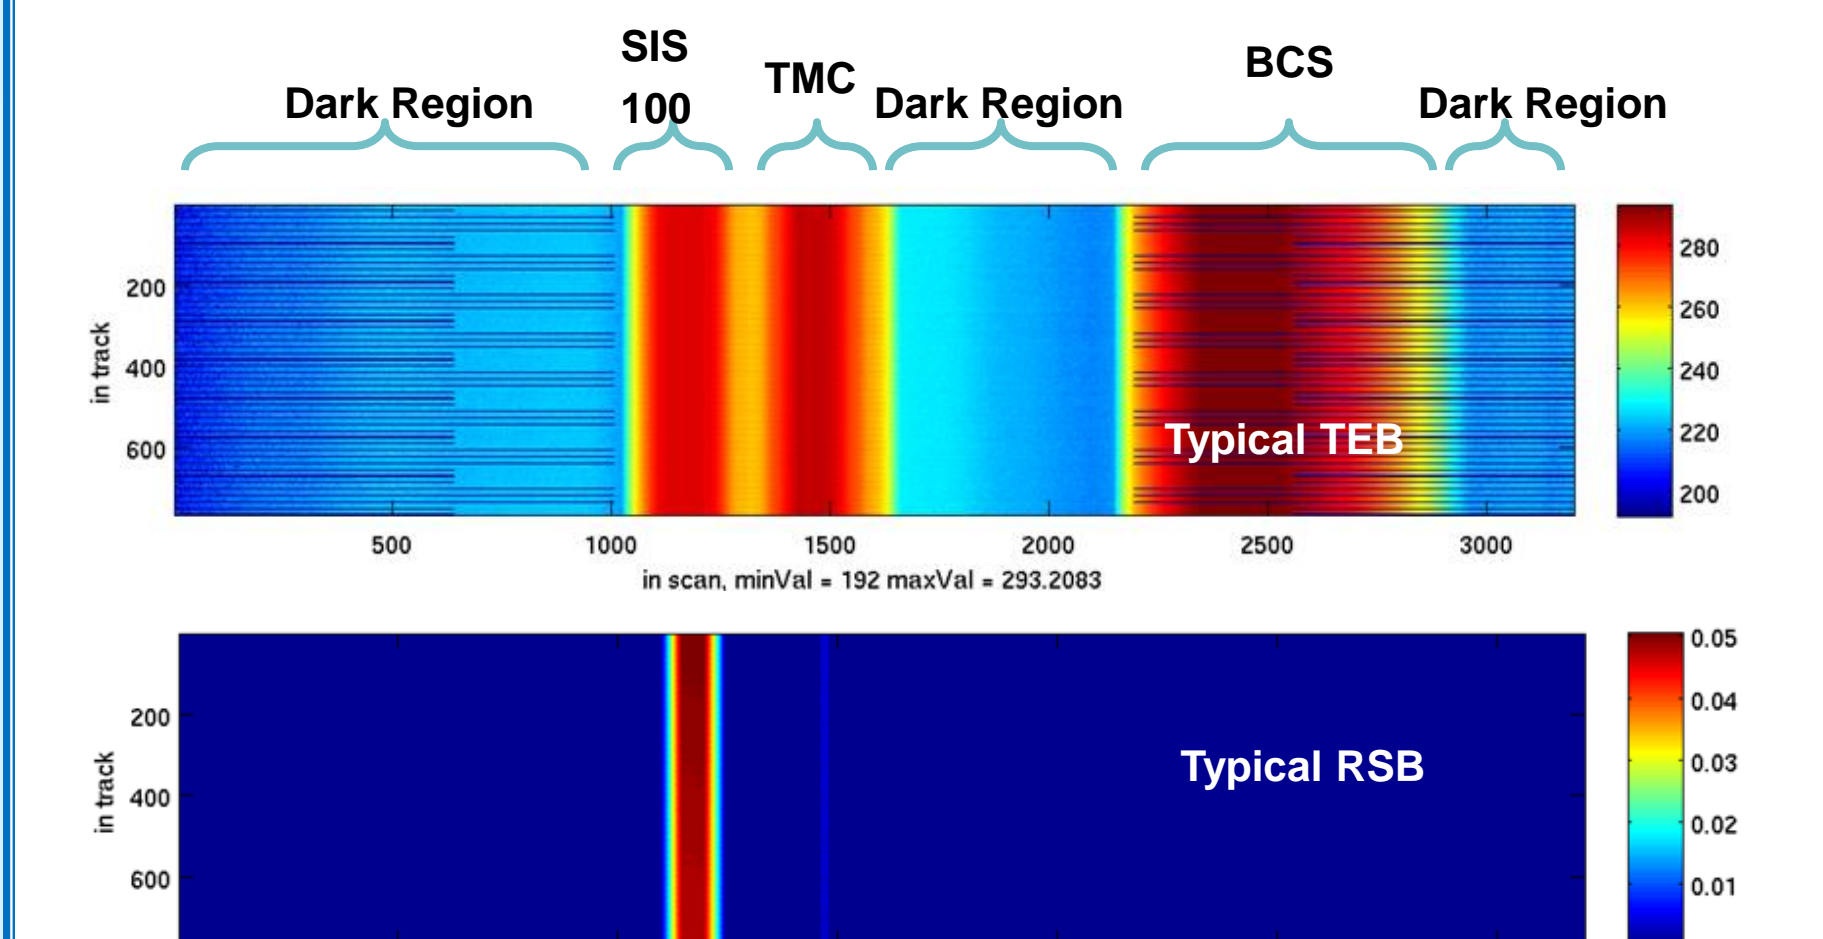 SIS
100
TMC
BCS
Dark Region
Dark Region
Dark Region
in track
200
400
600
500
1000
1500
2000
2500
3000
in scan, minVal = 192 maxVal = 293.2083
Typical TEB
280
260
240
220
200
in track
200
400
600
Typical RSB
0.05
0.04
0.03
0.02
0.01